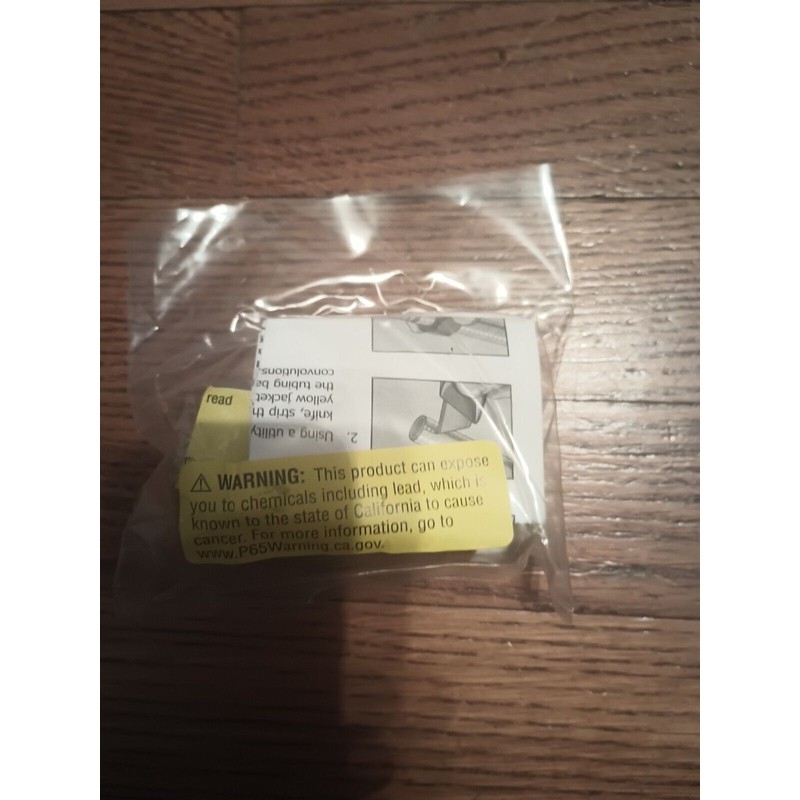 read
2. Using a utility
knife, strip th
yellow jacket,
the tubing ba
convolutions.
⚠ WARNING: This product can expose
you to chemicals including lead, which is
known to the state of California to cause
cancer. For more information, go to
www.P65Warning.ca.gov.